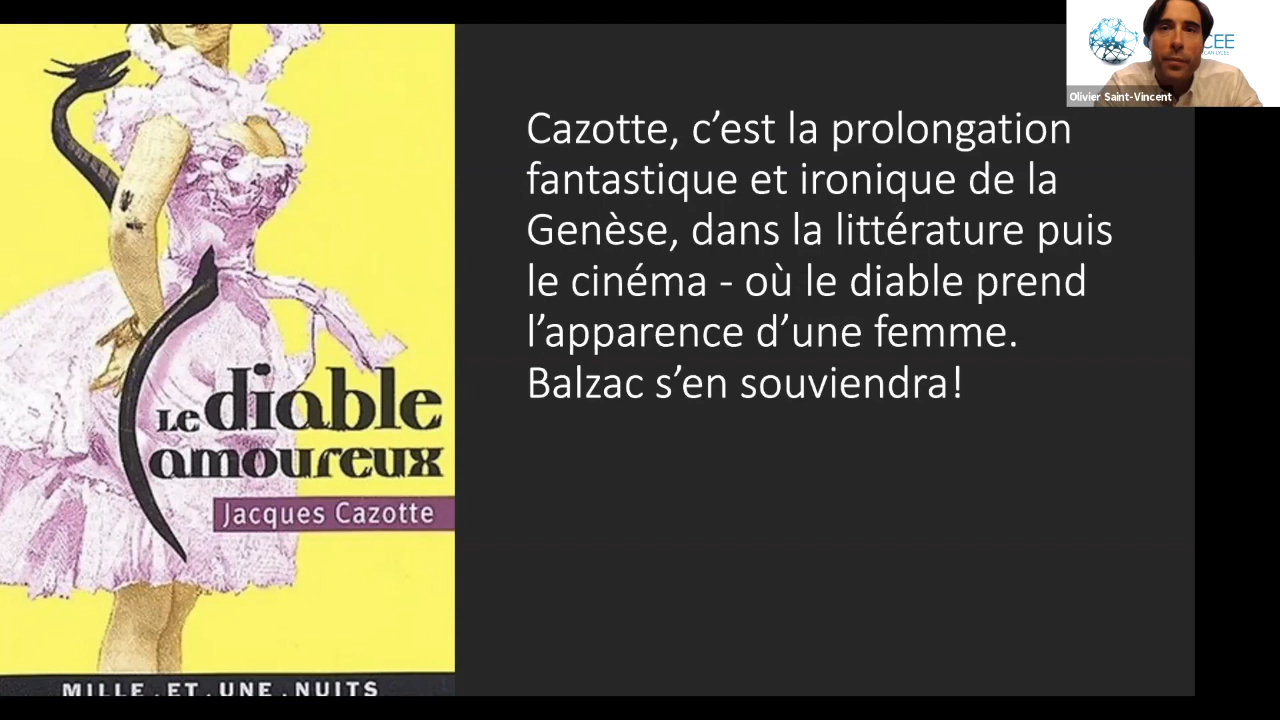 CEE
Olivier Saint-Vincent
Cazotte, c’est la prolongation
fantastique et ironique de la
Genèse, dans la littérature puis
le cinéma - où le diable prend
l’apparence d’une femme.
Balzac s’en souviendra!
Le diable
amoureux
Jacques Cazotte
MILLE.ET.UNE.NUITS